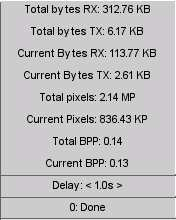 Total bytes RX: 312.76 KB
Total bytes TX: 6.17 KB
Current Bytes RX: 113.77 KB
Current Bytes TX: 2.61 KB
Total pixels: 2.14 MP
Current Pixels: 836.43 KP
Total BPP: 0.14
Current BPP: 0.13
Delay: < 1.0s >
0: Done